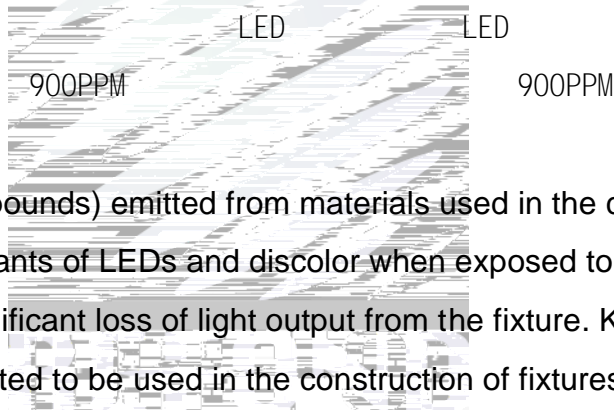 LED LED
900PPM 900PPM
pounds) emitted from materials used in the c
ants of LEDs and discolor when exposed to
ificant loss of light output from the fixture. K
ted to be used in the construction of fixtures